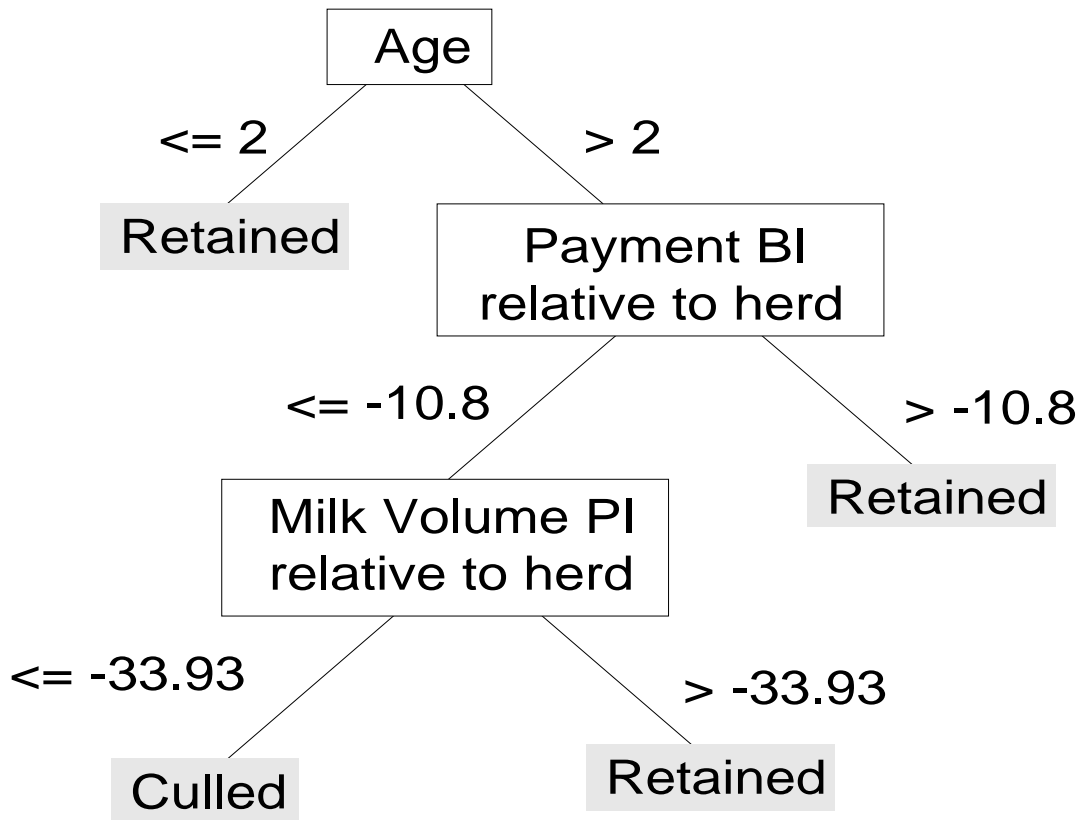 Age
<= 2
> 2
Retained
Payment BI
relative to herd
<= -10.8
> -10.8
Milk Volume PI
relative to herd
Retained
<= -33.93
> -33.93
Culled
Retained